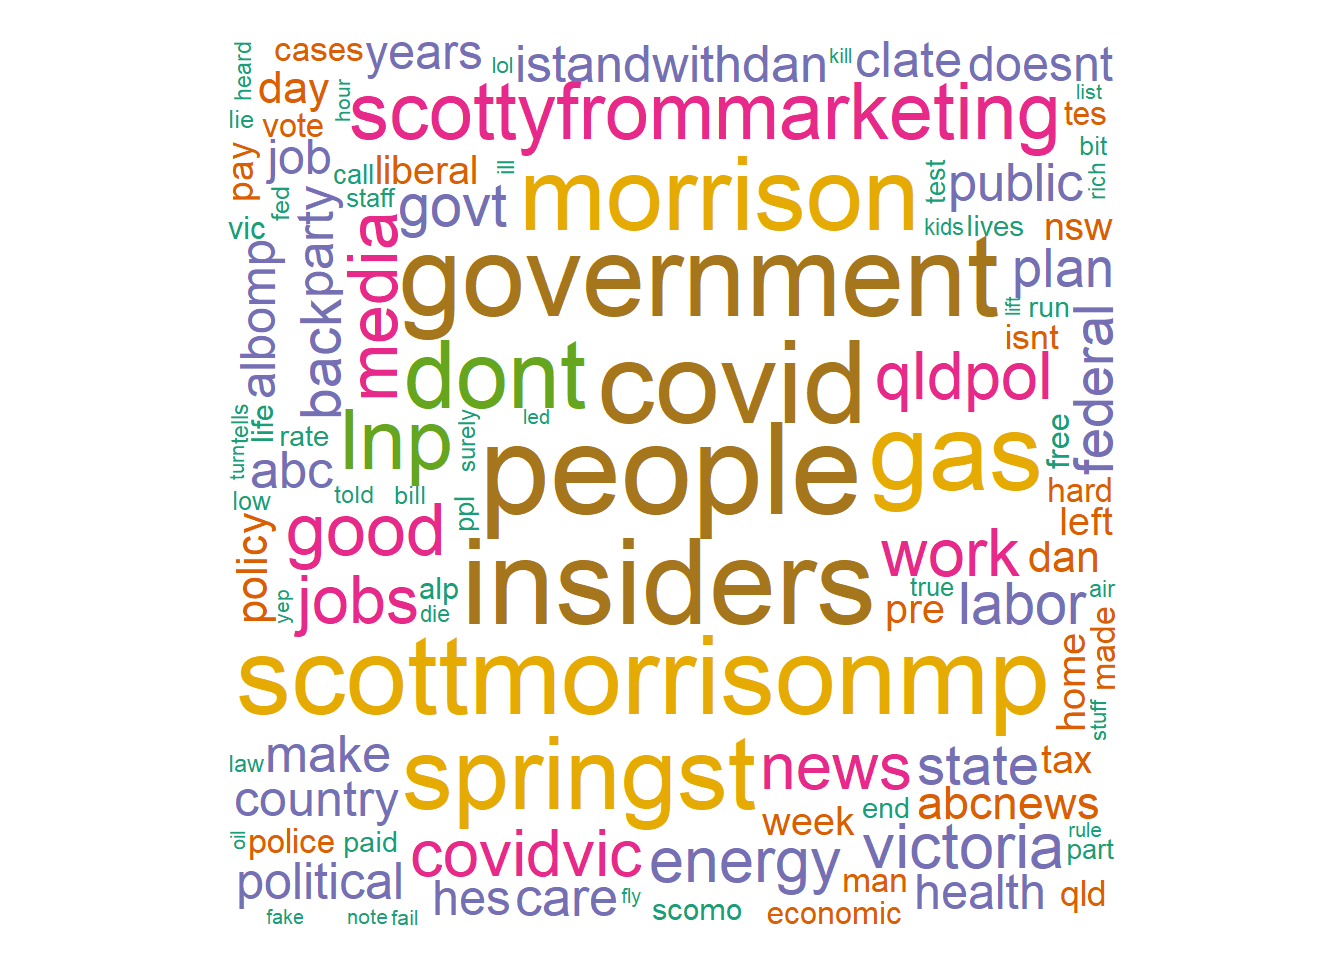 heard
cases
years
lol
istandwithdan
kill
clate
doesnt
day
hour
scottyfrommarketing
list
tes
lie
vote
bit
pay
job
call
liberal
ill
morrison
test
public
rich
fed
staff
govt
kids
lives
nsw
vic
party
media
government
plan
albomp
back
lift
run
isnt
federal
dont
covid
qldpol
tells
turn
life
rate
lnp
surely
led
people
gas
free
abc
told
bill
ppl
low
hard
left
policy
good
insiders
work
dan
yep
jobs
alp
die
true
pre
labor
air
made
home
stuff
scottmorrisonmp
law
make
springst
news
state
tax
country
end
abcnews
week
oil
police
paid
covidvic
energy
victoria
rule
part
political
hes
care
fly
man
health
qld
fake
note
fail
scomo
economic